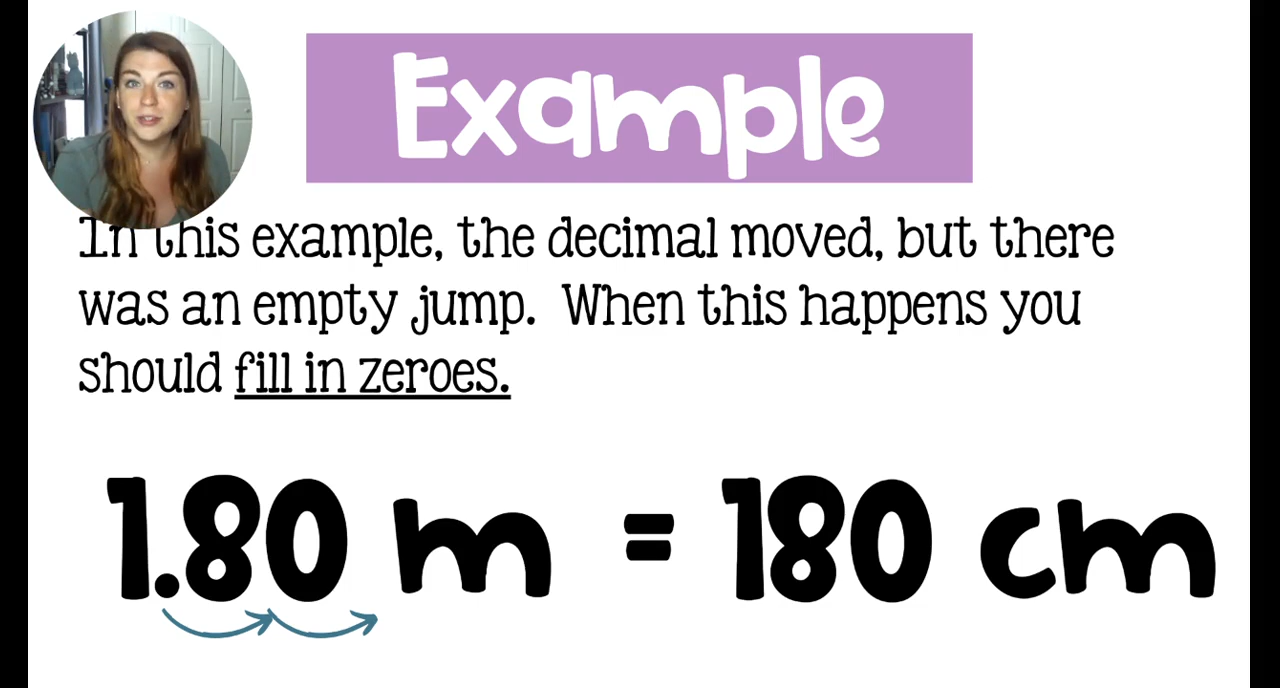 Example
In this example, the decimal moved, but there
was an empty jump. When this happens you
should fill in zeroes.
1.80 m = 180 cm